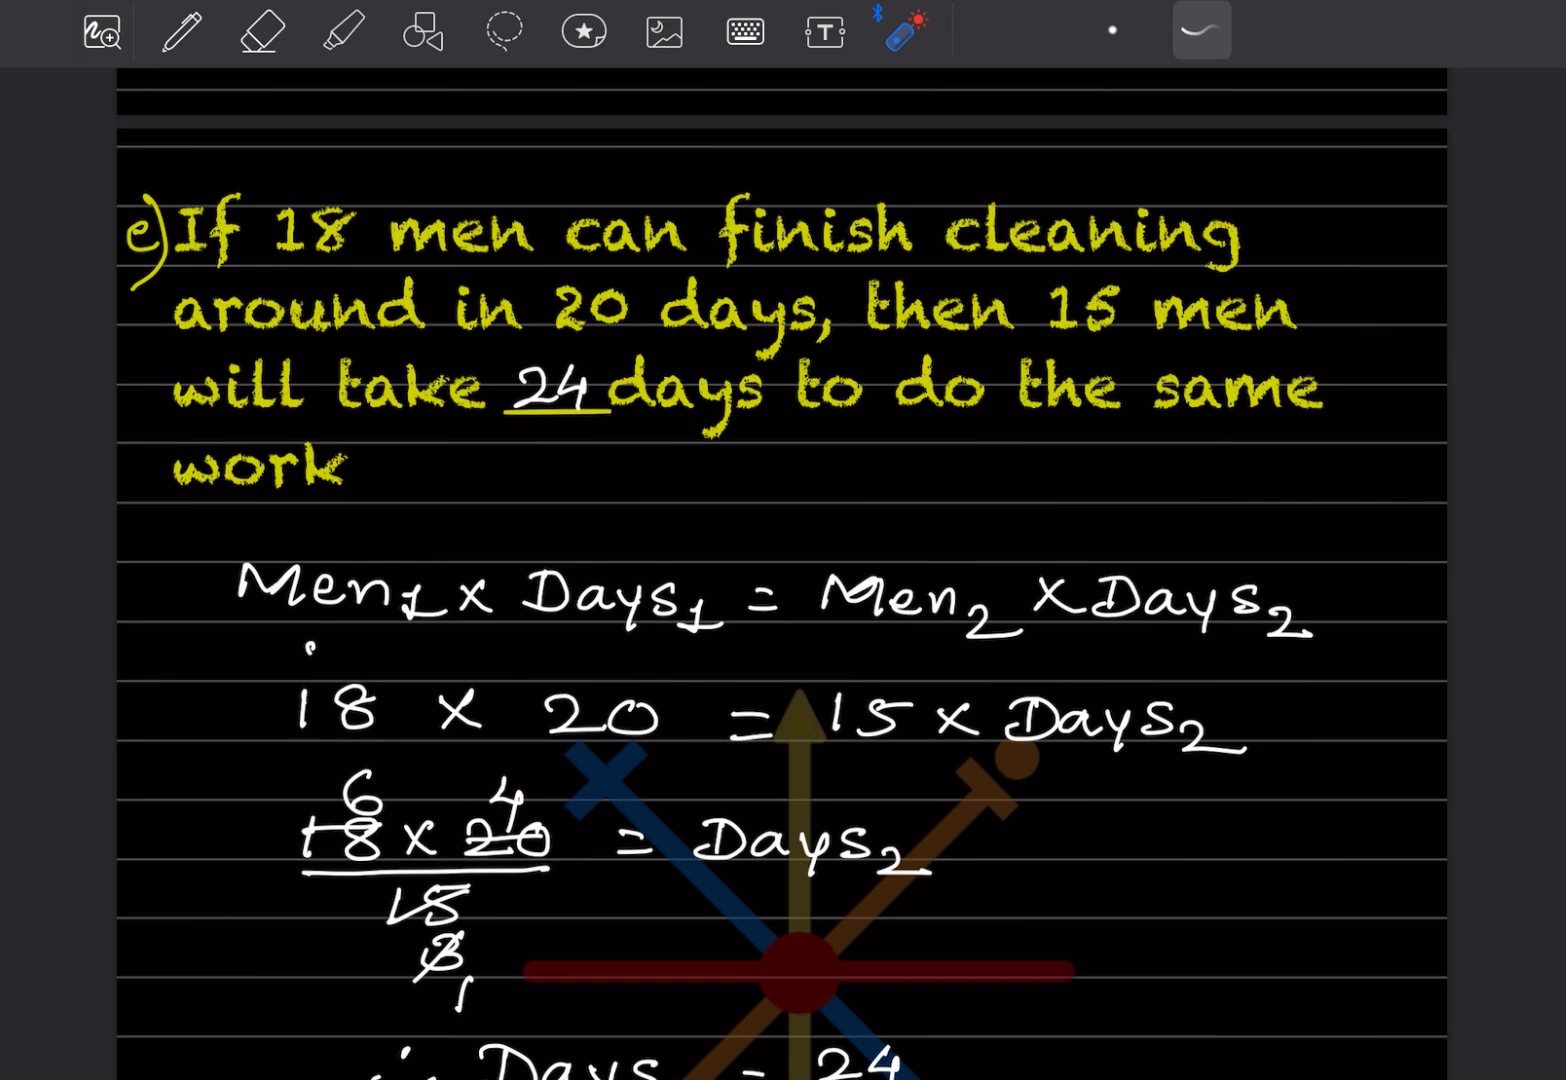 e) If 18 men can finish cleaning
around in 20 days, then 15 men
will take 24 days to do the same
work
Men₁ x Days₁ = Men₂ x Days₂
18 x 20 = 15 x Days₂
6 4
18 x 20 = Days₂
15
3
1
∴ Days = 24